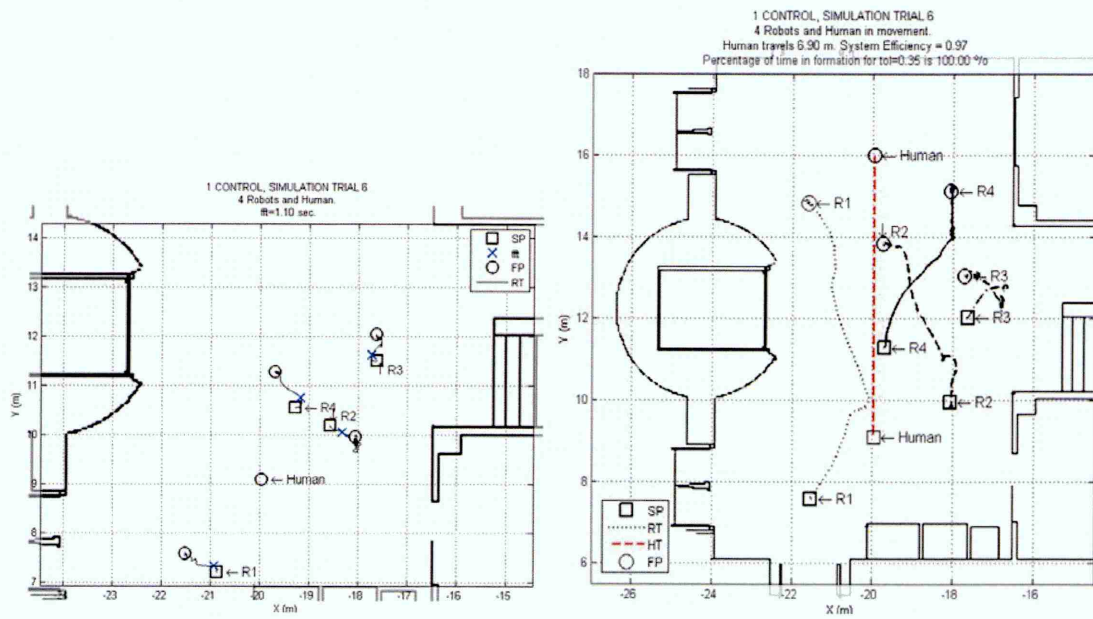 1 CONTROL, SIMULATION TRIAL 6
4 Robots and Human.
fft=1.10 sec.
Y (m)
14
13
12
11
10
9
8
7
SP
fft
FP
RT
R3
R4
R2
Human
R1
-24 -23 -22 -21 -20 -19 -18 -17 -16 -15
X (m)
1 CONTROL, SIMULATION TRIAL 6
4 Robots and Human in movement.
Human travels 6.90 m. System Efficiency = 0.97
Percentage of time in formation for tol=0.35 is 100.00 %
Y (m)
18
16
14
12
10
8
6
Human
R4
R1
R2
R3
R3
R4
R2
Human
R1
SP
RT
HT
FP
-26 -24 -22 -20 -18 -16
X (m)